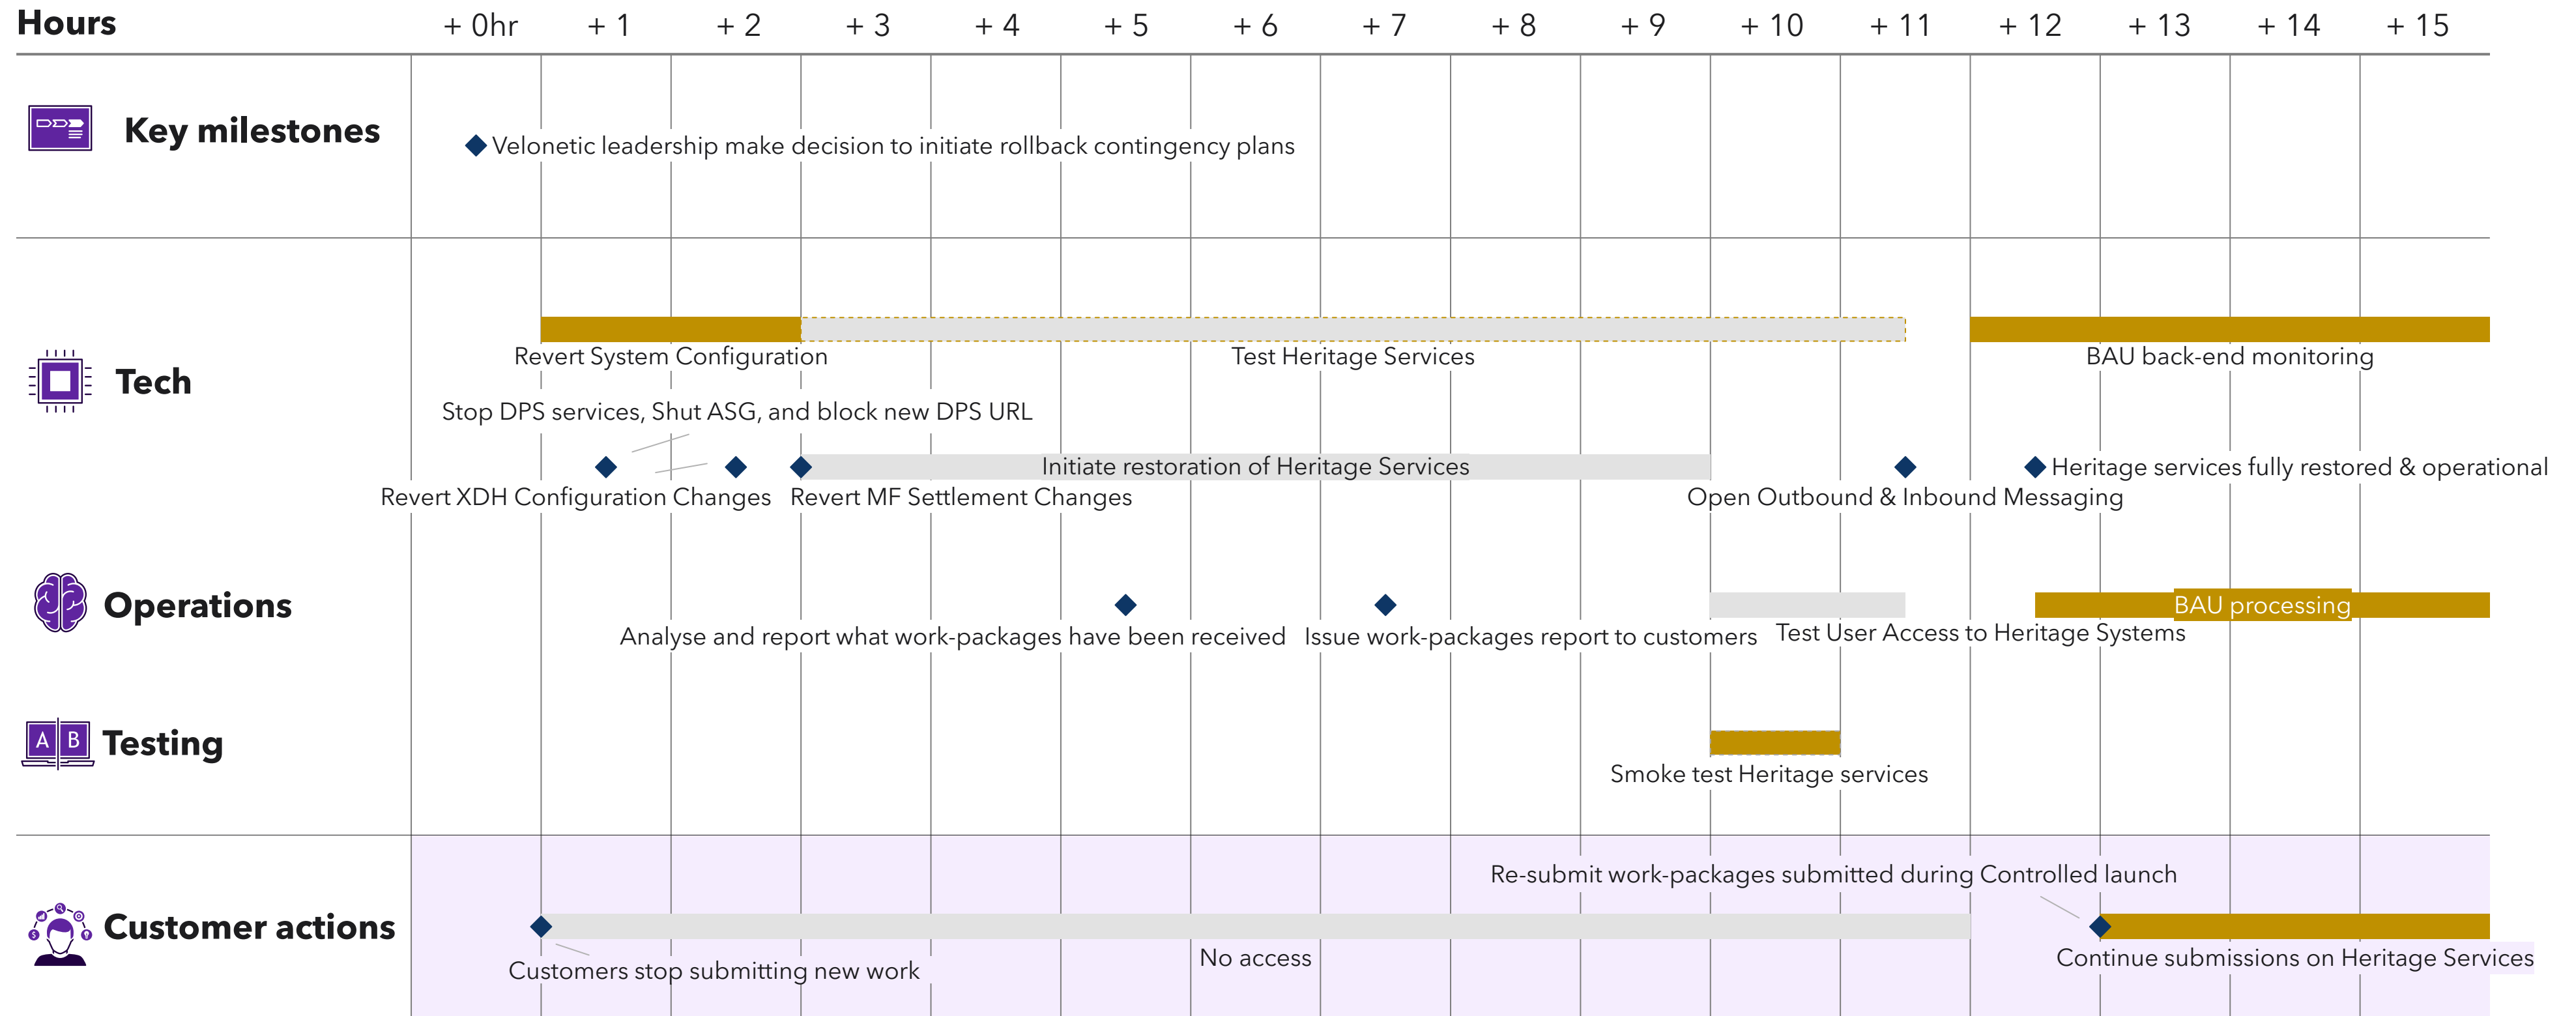 Hours + 0hr + 1 + 2 + 3 + 4 + 5 + 6 + 7 + 8 + 9 + 10 + 11 + 12 + 13 + 14 + 15
Key milestones
Velonetic leadership make decision to initiate rollback contingency plans
Tech
Revert System Configuration
Test Heritage Services
BAU back-end monitoring
Stop DPS services, Shut ASG, and block new DPS URL
Initiate restoration of Heritage Services
Heritage services fully restored & operational
Revert XDH Configuration Changes
Revert MF Settlement Changes
Open Outbound & Inbound Messaging
Operations
BAU processing
Analyse and report what work-packages have been received
Issue work-packages report to customers
Test User Access to Heritage Systems
A B
Testing
Smoke test Heritage services
Customer actions
Re-submit work-packages submitted during Controlled launch
Customers stop submitting new work
No access
Continue submissions on Heritage Services